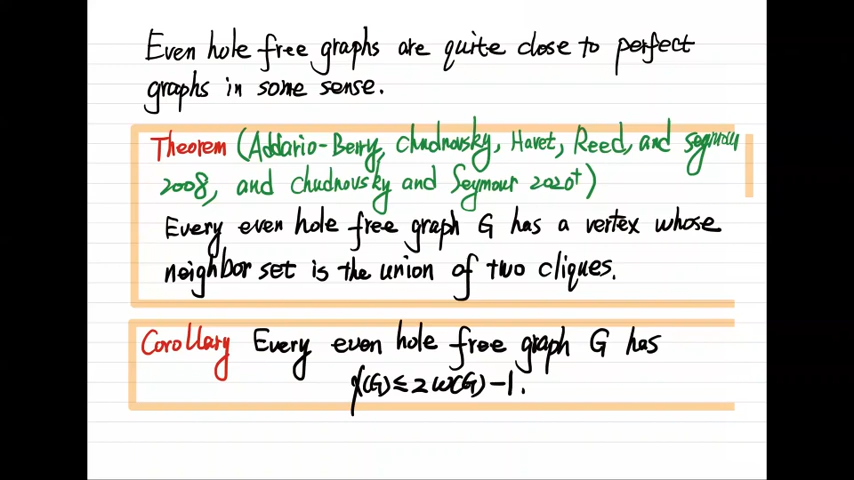 Even hole free graphs are quite close to perfect
graphs in some sense.
Theorem (Addario-Berry, Chudnovsky, Havet, Reed, and Seymour
2008, and Chudnovsky and Seymour 2020+)
Every even hole free graph G has a vertex whose
neighbor set is the union of two cliques.
Corollary Every even hole free graph G has
χ(G) ≤ 2ω(G) - 1.